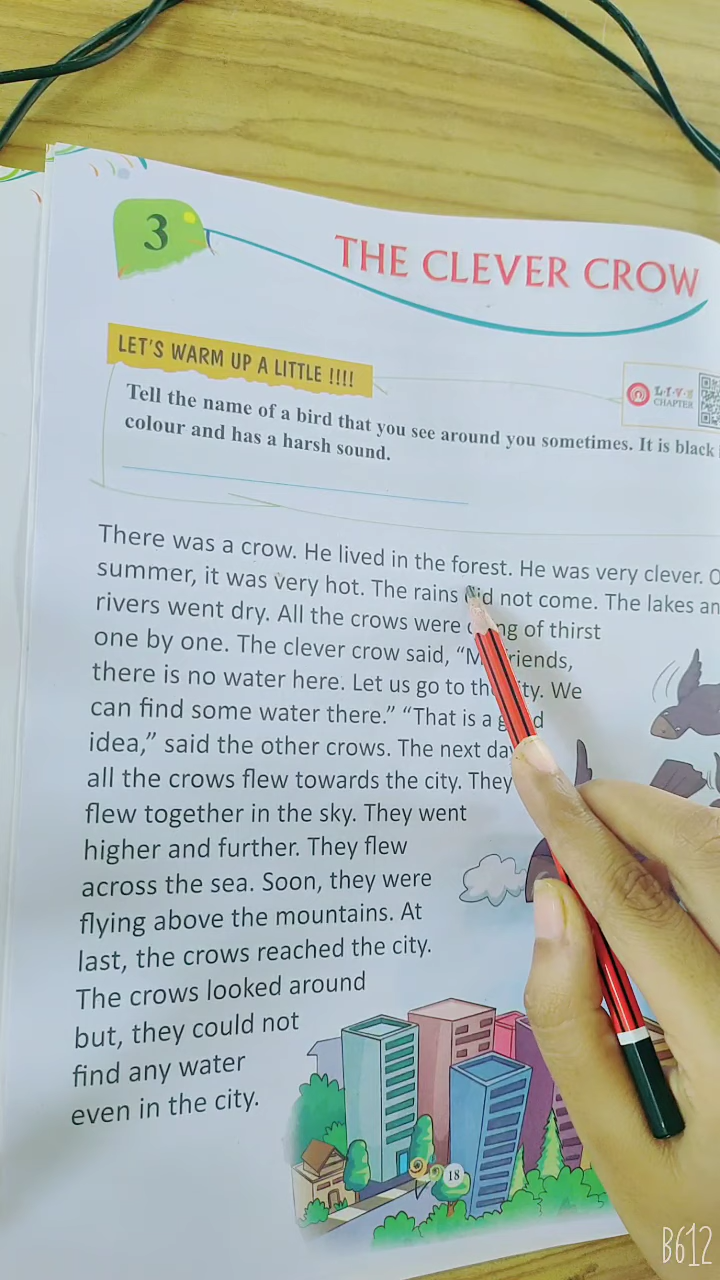 3
THE CLEVER CROW
LET'S WARM UP A LITTLE !!!!
L·I·V·E
CHAPTER
Tell the name of a bird that you see around you sometimes. It is black
colour and has a harsh sound.
There was a crow. He lived in the forest. He was very clever.
summer, it was very hot. The rains did not come. The lakes
rivers went dry. All the crows were of thirst
one by one. The clever crow said, “My friends,
there is no water here. Let us go to the city. We
can find some water there.” “That is a good
idea,” said the other crows. The next day
all the crows flew towards the city. They
flew together in the sky. They went
higher and further. They flew
across the sea. Soon, they were
flying above the mountains. At
last, the crows reached the city.
The crows looked around
but, they could not
find any water
even in the city.
18
B612